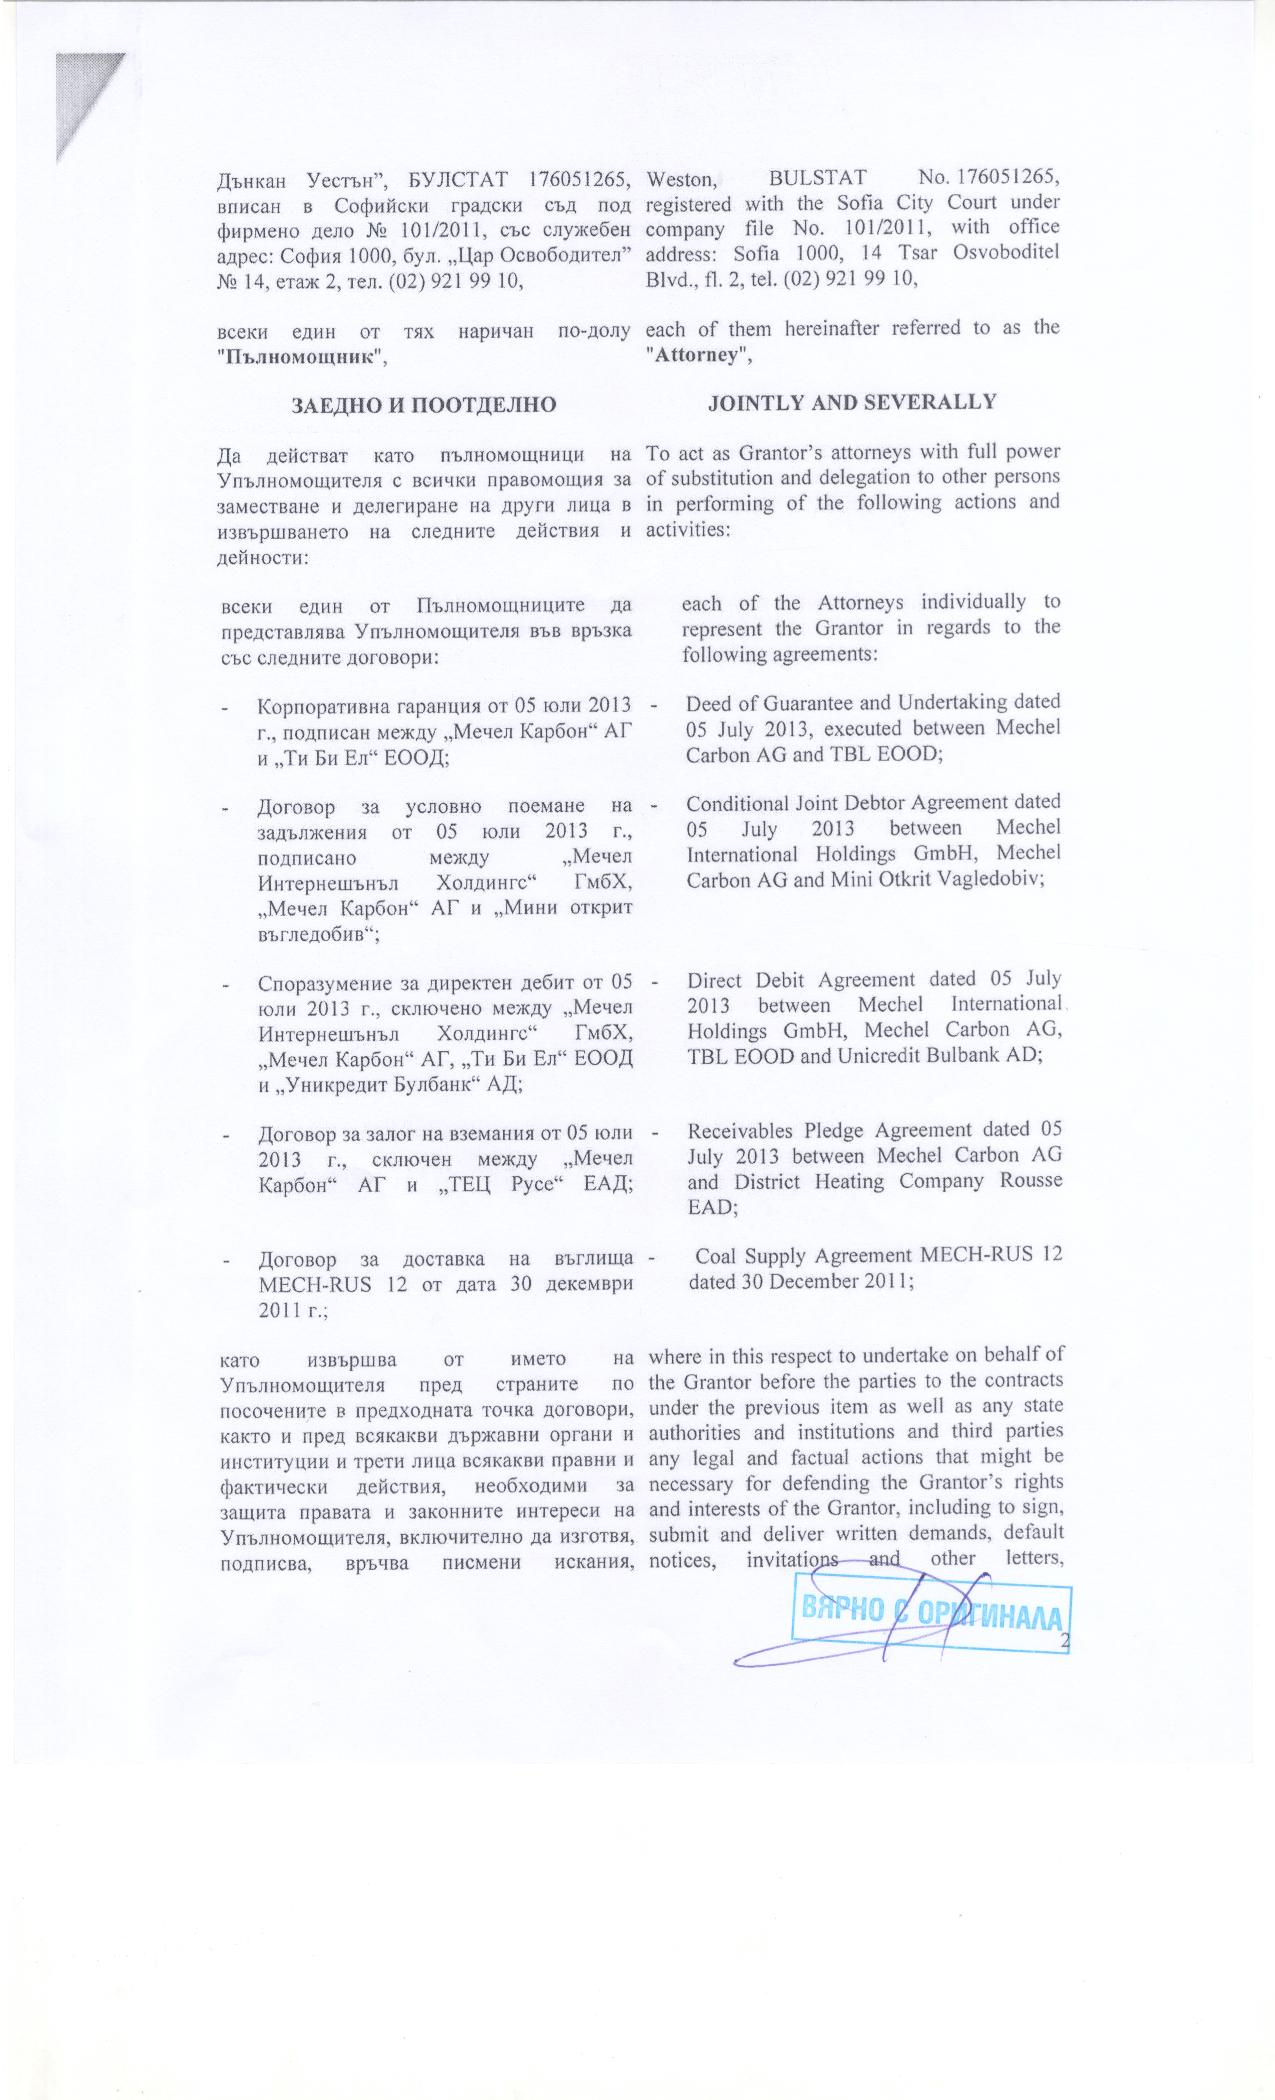 Дънкан Уестън”, БУЛСТАТ 176051265,
вписан в Софийски градски съд под
фирмено дело № 101/2011, със служебен
адрес: София 1000, бул. „Цар Освободител”
№ 14, етаж 2, тел. (02) 921 99 10,
всеки един от тях наричан по-долу
"Пълномощник",
ЗАЕДНО И ПООТДЕЛНО
Да действат като пълномощници на
Упълномощителя с всички правомощия за
заместване и делегиране на други лица в
извършването на следните действия и
дейности:
всеки един от Пълномощниците да
представлява Упълномощителя във връзка
със следните договори:
- Корпоративна гаранция от 05 юли 2013
г., подписан между „Мечел Карбон“ АГ
и „Ти Би Ел“ ЕООД;
- Договор за условно поемане на
задължения от 05 юли 2013 г.,
подписано между „Мечел
Интернешънъл Холдингс“ ГмбХ,
„Мечел Карбон“ АГ и „Мини открит
въгледобив“;
- Споразумение за директен дебит от 05
юли 2013 г., сключено между „Мечел
Интернешънъл Холдингс“ ГмбХ,
„Мечел Карбон“ АГ, „Ти Би Ел“ ЕООД
и „Уникредит Булбанк“ АД;
- Договор за залог на вземания от 05 юли
2013 г., сключен между „Мечел
Карбон“ АГ и „ТЕЦ Русе“ ЕАД;
- Договор за доставка на въглища
MECH-RUS 12 от дата 30 декември
2011 г.;
като извършва от името на
Упълномощителя пред страните по
посочените в предходната точка договори,
както и пред всякакви държавни органи и
институции и трети лица всякакви правни и
фактически действия, необходими за
защита правата и законните интереси на
Упълномощителя, включително да изготвя,
подписва, връчва писмени искания,
Weston, BULSTAT No. 176051265,
registered with the Sofia City Court under
company file No. 101/2011, with office
address: Sofia 1000, 14 Tsar Osvoboditel
Blvd., fl. 2, tel. (02) 921 99 10,
each of them hereinafter referred to as the
"Attorney",
JOINTLY AND SEVERALLY
To act as Grantor’s attorneys with full power
of substitution and delegation to other persons
in performing of the following actions and
activities:
each of the Attorneys individually to
represent the Grantor in regards to the
following agreements:
- Deed of Guarantee and Undertaking dated
05 July 2013, executed between Mechel
Carbon AG and TBL EOOD;
- Conditional Joint Debtor Agreement dated
05 July 2013 between Mechel
International Holdings GmbH, Mechel
Carbon AG and Mini Otkrit Vagledobiv;
- Direct Debit Agreement dated 05 July
2013 between Mechel International
Holdings GmbH, Mechel Carbon AG,
TBL EOOD and Unicredit Bulbank AD;
- Receivables Pledge Agreement dated 05
July 2013 between Mechel Carbon AG
and District Heating Company Rousse
EAD;
- Coal Supply Agreement MECH-RUS 12
dated 30 December 2011;
where in this respect to undertake on behalf of
the Grantor before the parties to the contracts
under the previous item as well as any state
authorities and institutions and third parties
any legal and factual actions that might be
necessary for defending the Grantor’s rights
and interests of the Grantor, including to sign,
submit and deliver written demands, default
notices, invitations and other letters,
ВЯРНО С ОРИГИНАЛА
2